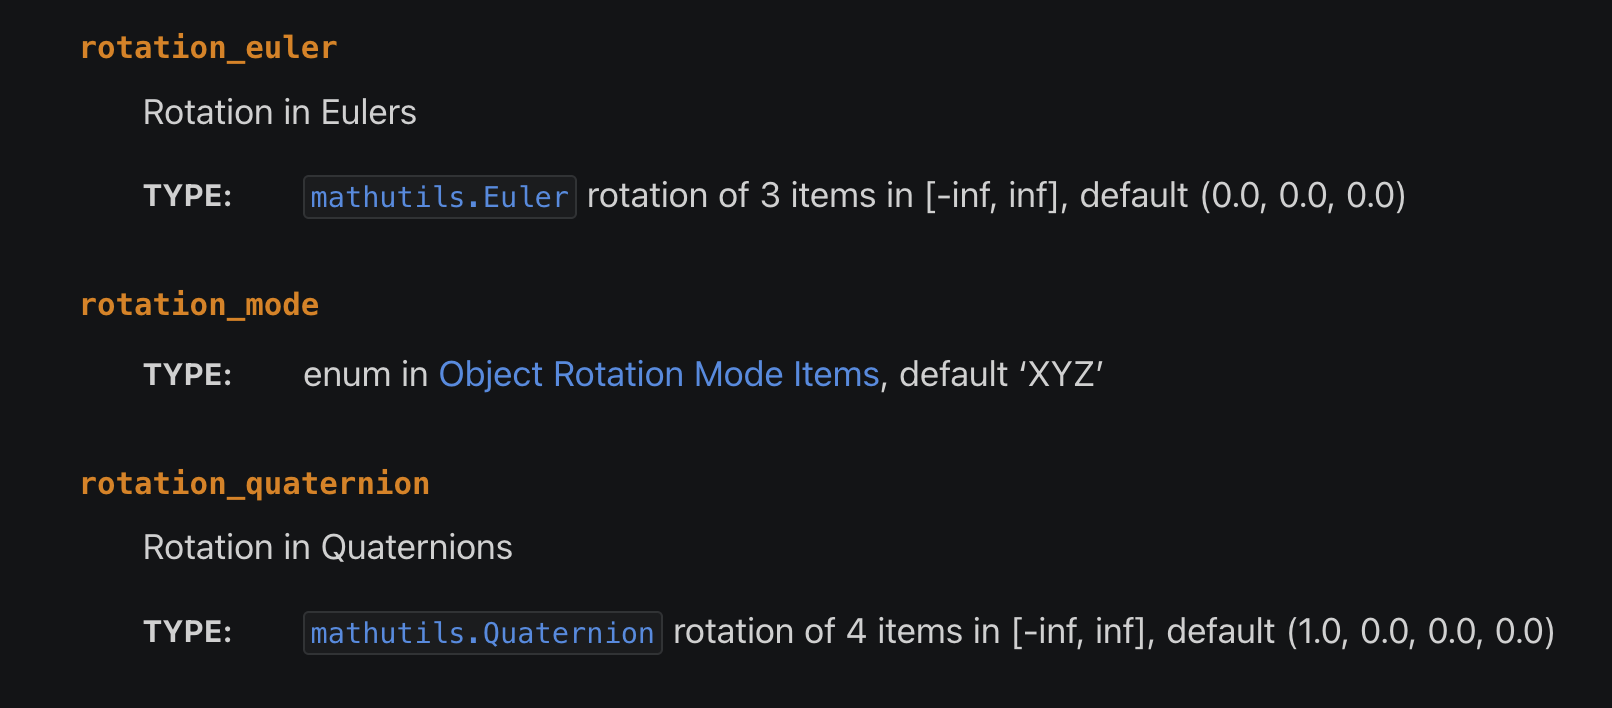 rotation_euler
Rotation in Eulers
TYPE: mathutils.Euler rotation of 3 items in [-inf, inf], default (0.0, 0.0, 0.0)
rotation_mode
TYPE: enum in Object Rotation Mode Items, default ‘XYZ’
rotation_quaternion
Rotation in Quaternions
TYPE: mathutils.Quaternion rotation of 4 items in [-inf, inf], default (1.0, 0.0, 0.0, 0.0)